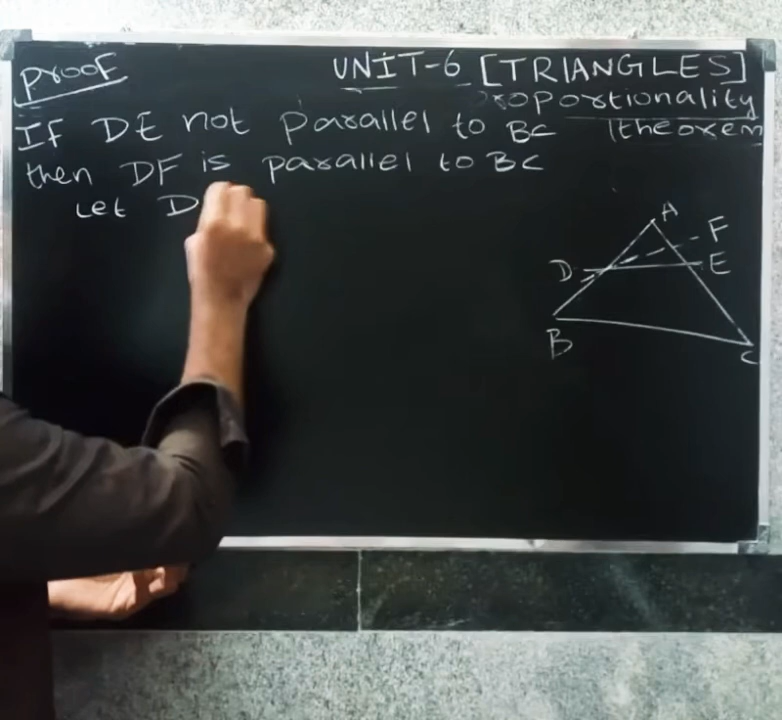 Proof
UNIT-6 [TRIANGLES]
roportionality
theorem
If DE not parallel to BC
then DF is parallel to BC
Let D
A
F
D
E
B
C